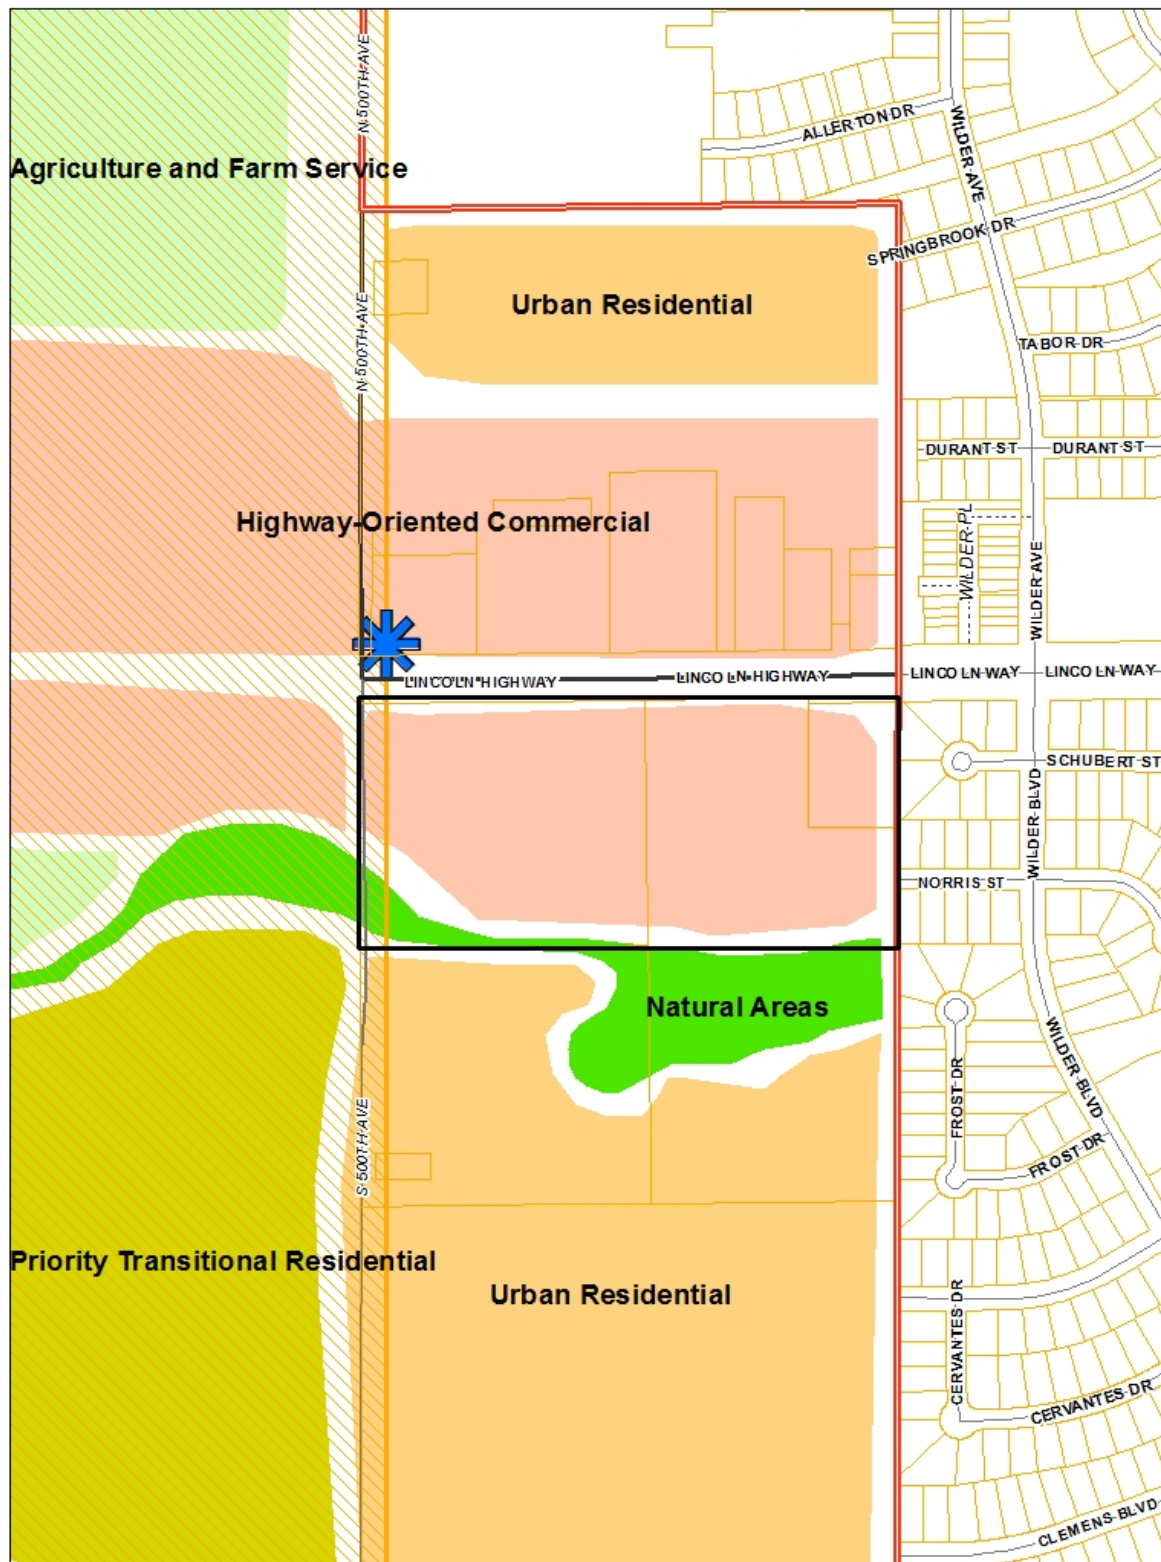 N 500TH AVE
ALLERTON DR
WILDER AVE
Agriculture and Farm Service
SPRINGBROOK DR
Urban Residential
N 500TH AVE
TABOR DR
DURANT ST
DURANT ST
Highway-Oriented Commercial
WILDER PL
WILDER AVE
LINCOLN HIGHWAY
LINCOLN HIGHWAY
LINCOLN WAY
LINCOLN WAY
SCHUBERT ST
WILDER BLVD
NORRIS ST
Natural Areas
WILDER BLVD
FROST DR
FROST DR
S 500TH AVE
Priority Transitional Residential
Urban Residential
CERVANTES DR
CERVANTES DR
CLEMENS BLVD